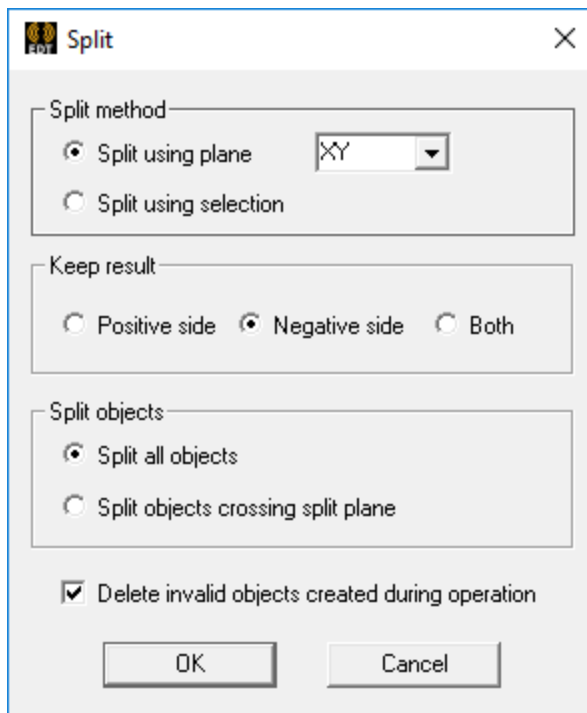 EDT Split
Split method
Split using plane XY
Split using selection
Keep result
Positive side Negative side Both
Split objects
Split all objects
Split objects crossing split plane
Delete invalid objects created during operation
OK Cancel